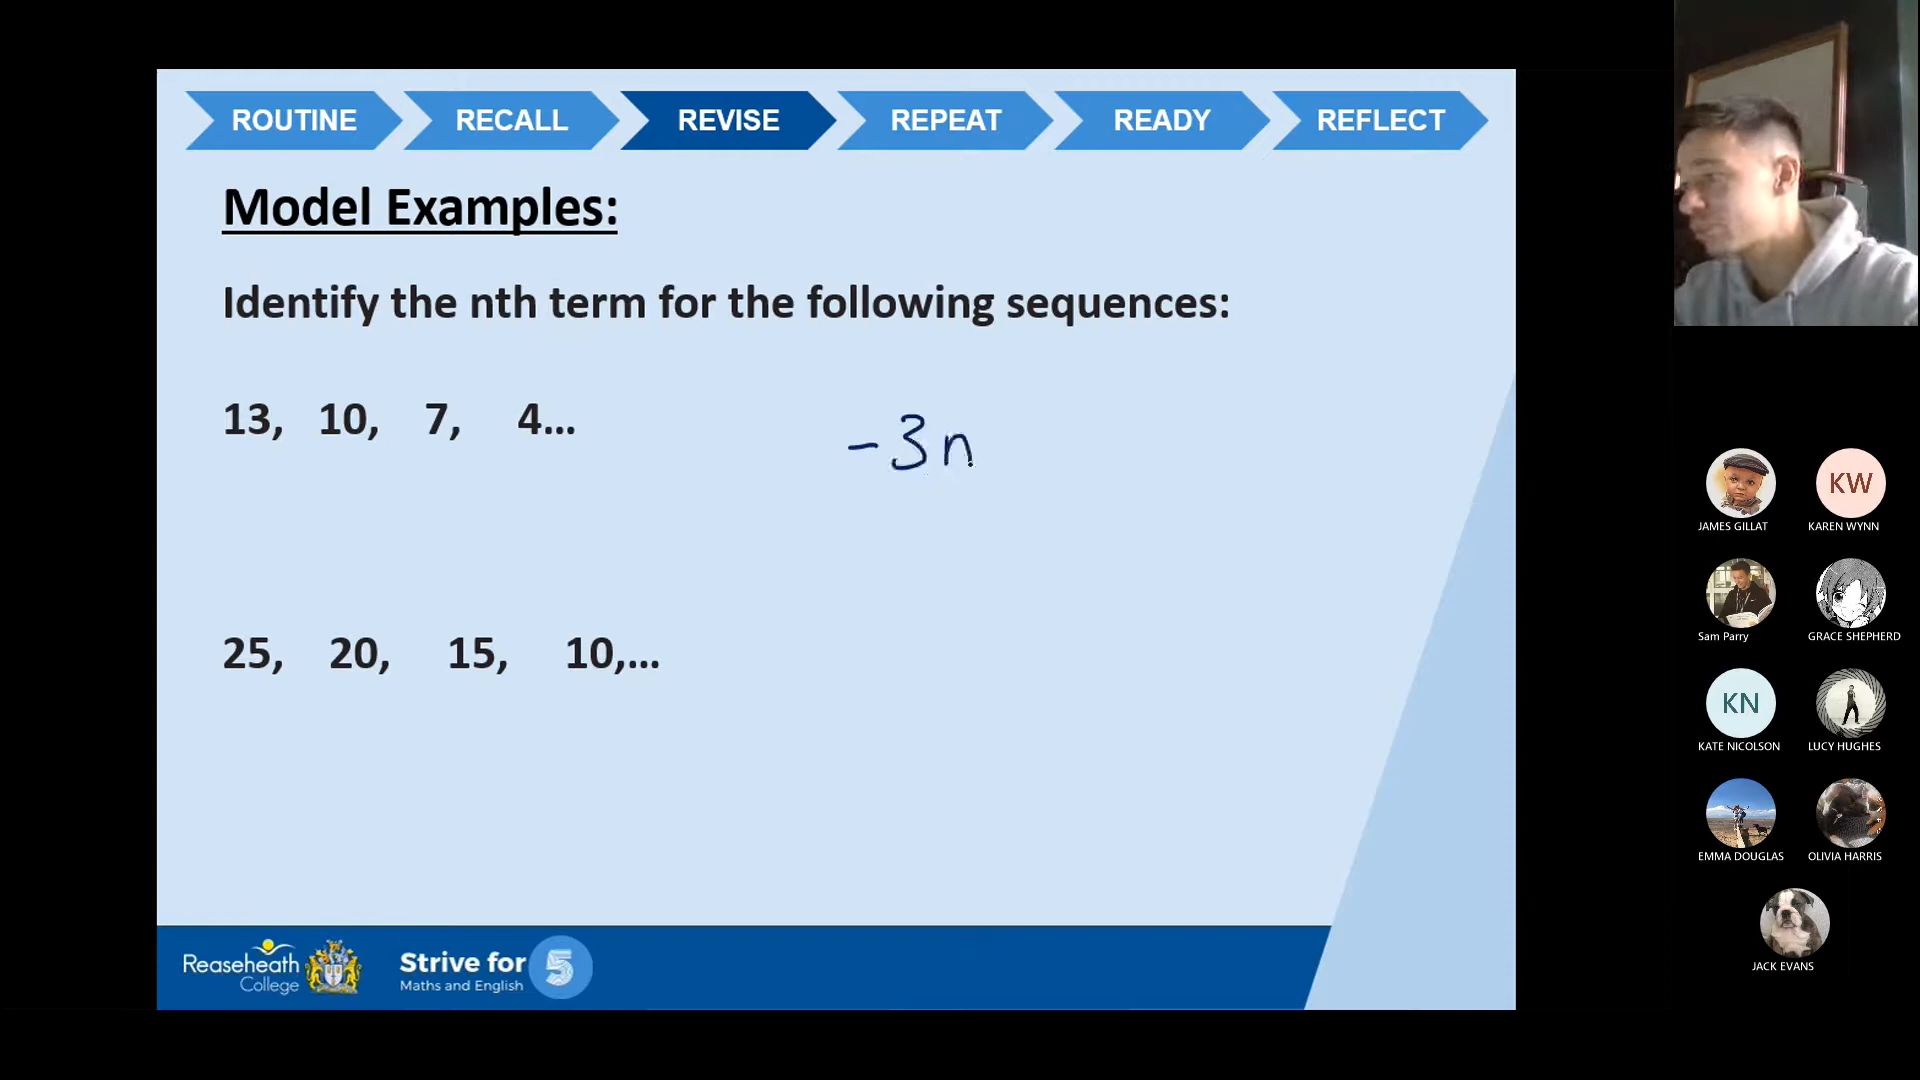 ROUTINE RECALL REVISE REPEAT READY REFLECT
Model Examples:
Identify the nth term for the following sequences:
13, 10, 7, 4...
-3n
25, 20, 15, 10,...
Reaseheath
College
Strive for 5
Maths and English
KW
JAMES GILLAT KAREN WYNN
Sam Parry GRACE SHEPHERD
KN
KATE NICOLSON LUCY HUGHES
EMMA DOUGLAS OLIVIA HARRIS
JACK EVANS